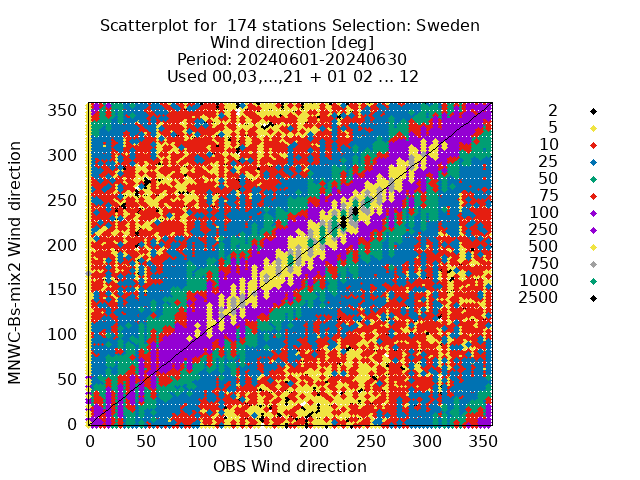 Scatterplot for  174 stations Selection: Sweden
Wind direction [deg]
Period: 20240601-20240630
Used 00,03,...,21 + 01 02 ... 12
MNWC-Bs-mix2 Wind direction
350
300
250
200
150
100
50
0
0 50 100 150 200 250 300 350
OBS Wind direction
2
5
10
25
50
75
100
250
500
750
1000
2500